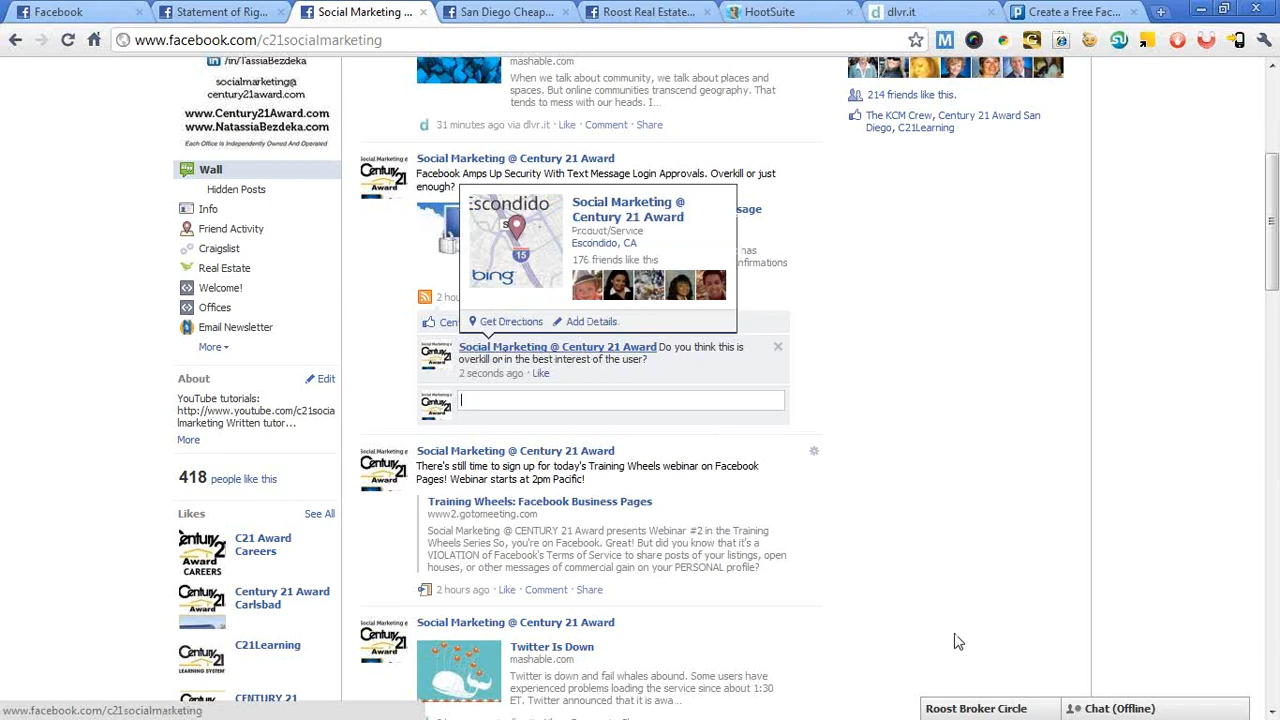 Facebook
Statement of Rig...
Social Marketing ...
San Diego Cheap...
Roost Real Estate...
HootSuite
dlvr.it
Create a Free Fac...
www.facebook.com/c21socialmarketing
/in/TassiaBezdeka
socialmarketing@
century21award.com
www.Century21Award.com
www.NatassiaBezdeka.com
Each Office is Independently Owned And Operated
Wall
Hidden Posts
Info
Friend Activity
Craigslist
Real Estate
Welcome!
Offices
Email Newsletter
More
About
Edit
YouTube tutorials:
http://www.youtube.com/c21socia
lmarketing Written tutor...
More
418 people like this
Likes
See All
C21 Award
Careers
Century 21 Award
Carlsbad
C21Learning
CENTURY 21
mashable.com
When we talk about community, we talk about places and
spaces. But online communities transcend geography. That
tends to mess with our heads. I...
31 minutes ago via dlvr.it · Like · Comment · Share
Social Marketing @ Century 21 Award
Facebook Amps Up Security With Text Message Login Approvals. Overkill or just
enough?
Escondido
15
bing
Social Marketing @
Century 21 Award
Product/Service
Escondido, CA
176 friends like this
Get Directions
Add Details.
ssage
has
nfirmations
2 hou
Cen
Social Marketing @ Century 21 Award Do you think this is
overkill or in the best interest of the user?
2 seconds ago · Like
Social Marketing @ Century 21 Award
There's still time to sign up for today's Training Wheels webinar on Facebook
Pages! Webinar starts at 2pm Pacific!
Training Wheels: Facebook Business Pages
www2.gotomeeting.com
Social Marketing @ CENTURY 21 Award presents Webinar #2 in the Training
Wheels Series So, you're on Facebook. Great! But did you know that it's a
VIOLATION of Facebook's Terms of Service to share posts of your listings, open
houses, or other messages of commercial gain on your PERSONAL profile?
2 hours ago · Like · Comment · Share
Social Marketing @ Century 21 Award
Twitter Is Down
mashable.com
Twitter is down and fail whales abound. Some users have
experienced problems loading the service since about 1:30
ET. Twitter announced that it is awa...
214 friends like this.
The KCM Crew, Century 21 Award San
Diego, C21Learning
www.facebook.com/c21socialmarketing
Roost Broker Circle
Chat (Offline)